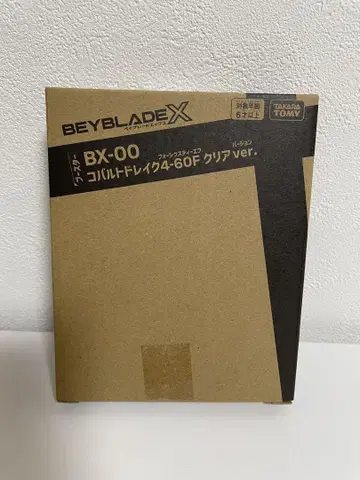 BEYBLADE X
ベイブレードエックス
対象年齢
6才以上
TAKARA
TOMY
ブースター
BX-00
フォーシックスティーエフ
バージョン
コバルトドレイク4-60F クリアver.